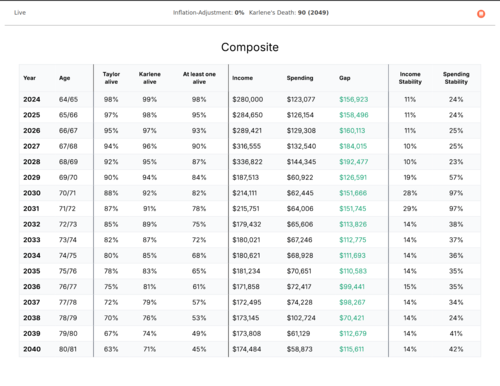 Live Inflation-Adjustment: 0% Karlene's Death: 90 (2049)
Composite
Year Age Taylor alive Karlene alive At least one alive Income Spending Gap Income Stability Spending Stability
2024 64/65 98% 99% 98% $280,000 $123,077 $156,923 11% 24%
2025 65/66 97% 98% 95% $284,650 $126,154 $158,496 11% 24%
2026 66/67 95% 97% 93% $289,421 $129,308 $160,113 11% 25%
2027 67/68 94% 96% 90% $316,555 $132,540 $184,015 10% 25%
2028 68/69 92% 95% 87% $336,822 $144,345 $192,477 10% 23%
2029 69/70 90% 94% 84% $187,513 $60,922 $126,591 19% 57%
2030 70/71 88% 92% 82% $214,111 $62,445 $151,666 28% 97%
2031 71/72 87% 91% 78% $215,751 $64,006 $151,745 29% 97%
2032 72/73 85% 89% 75% $179,432 $65,606 $113,826 14% 38%
2033 73/74 82% 87% 72% $180,021 $67,246 $112,775 14% 37%
2034 74/75 80% 85% 68% $180,621 $68,928 $111,693 14% 36%
2035 75/76 78% 83% 65% $181,234 $70,651 $110,583 14% 35%
2036 76/77 75% 81% 61% $171,858 $72,417 $99,441 15% 35%
2037 77/78 72% 79% 57% $172,495 $74,228 $98,267 14% 34%
2038 78/79 70% 76% 53% $173,145 $102,724 $70,421 14% 24%
2039 79/80 67% 74% 49% $173,808 $61,129 $112,679 14% 41%
2040 80/81 63% 71% 45% $174,484 $58,873 $115,611 14% 42%